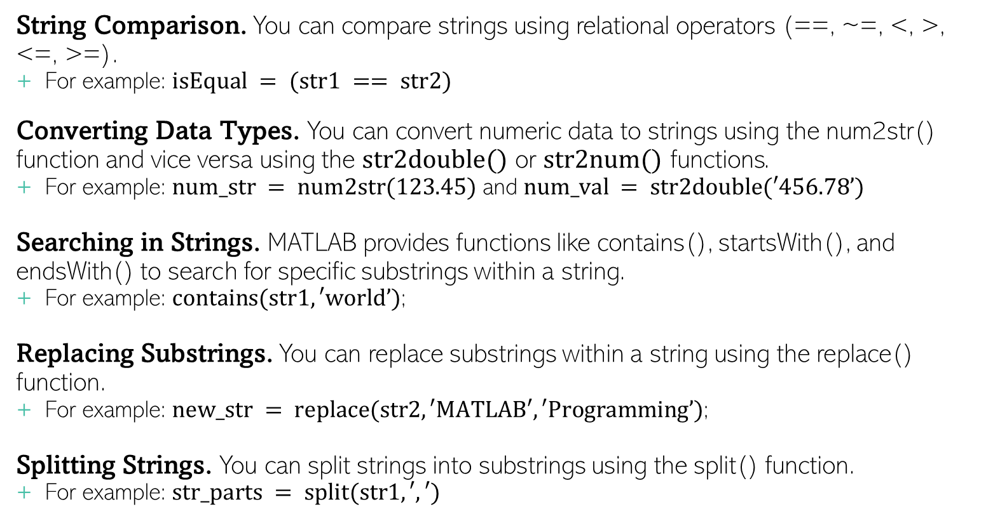 String Comparison. You can compare strings using relational operators (==, ~=, <, >,
<=, >=).
+ For example: isEqual = (str1 == str2)
Converting Data Types. You can convert numeric data to strings using the num2str()
function and vice versa using the str2double() or str2num() functions.
+ For example: num_str = num2str(123.45) and num_val = str2double(′456.78′)
Searching in Strings. MATLAB provides functions like contains(), startsWith(), and
endsWith() to search for specific substrings within a string.
+ For example: contains(str1,′world′);
Replacing Substrings. You can replace substrings within a string using the replace()
function.
+ For example: new_str = replace(str2,′MATLAB′,′Programming′);
Splitting Strings. You can split strings into substrings using the split() function.
+ For example: str_parts = split(str1,′,′)